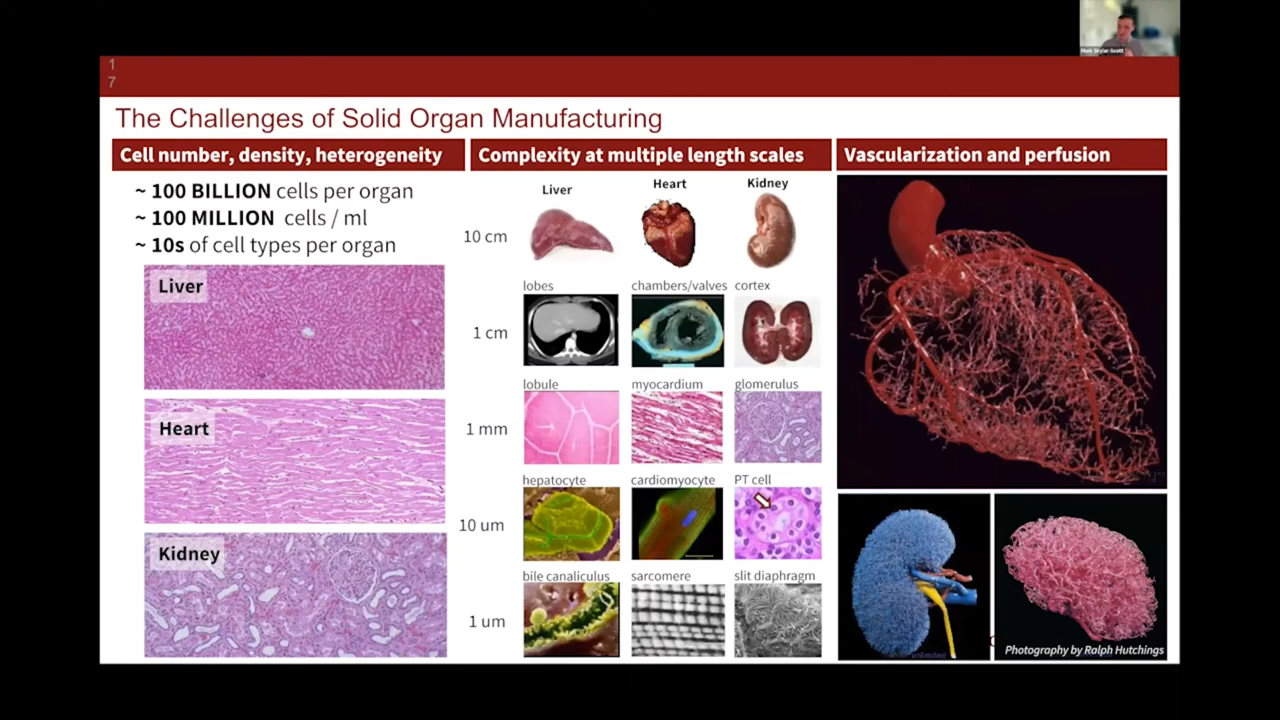 Mark Skylar-Scott
1
7
The Challenges of Solid Organ Manufacturing
Cell number, density, heterogeneity
~ 100 BILLION cells per organ
~ 100 MILLION cells / ml
~ 10s of cell types per organ
Liver
Heart
Kidney
Complexity at multiple length scales
Liver Heart Kidney
10 cm
lobes chambers/valves cortex
1 cm
lobule myocardium glomerulus
1 mm
hepatocyte cardiomyocyte PT cell
10 um
bile canaliculus sarcomere slit diaphragm
1 um
Vascularization and perfusion
Photography by Ralph Hutchings